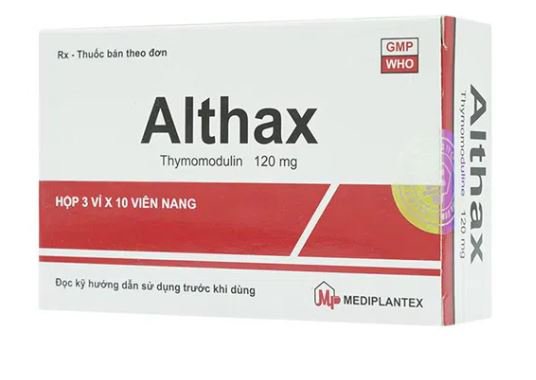 Rx - Thuốc bán theo đơn
GMP
WHO
Althax
Thymomodulin 120 mg
HỘP 3 VỈ X 10 VIÊN NANG
Đọc kỹ hướng dẫn sử dụng trước khi dùng
MEDIPLANTEX
Althax
Thymomoduline 120 mg